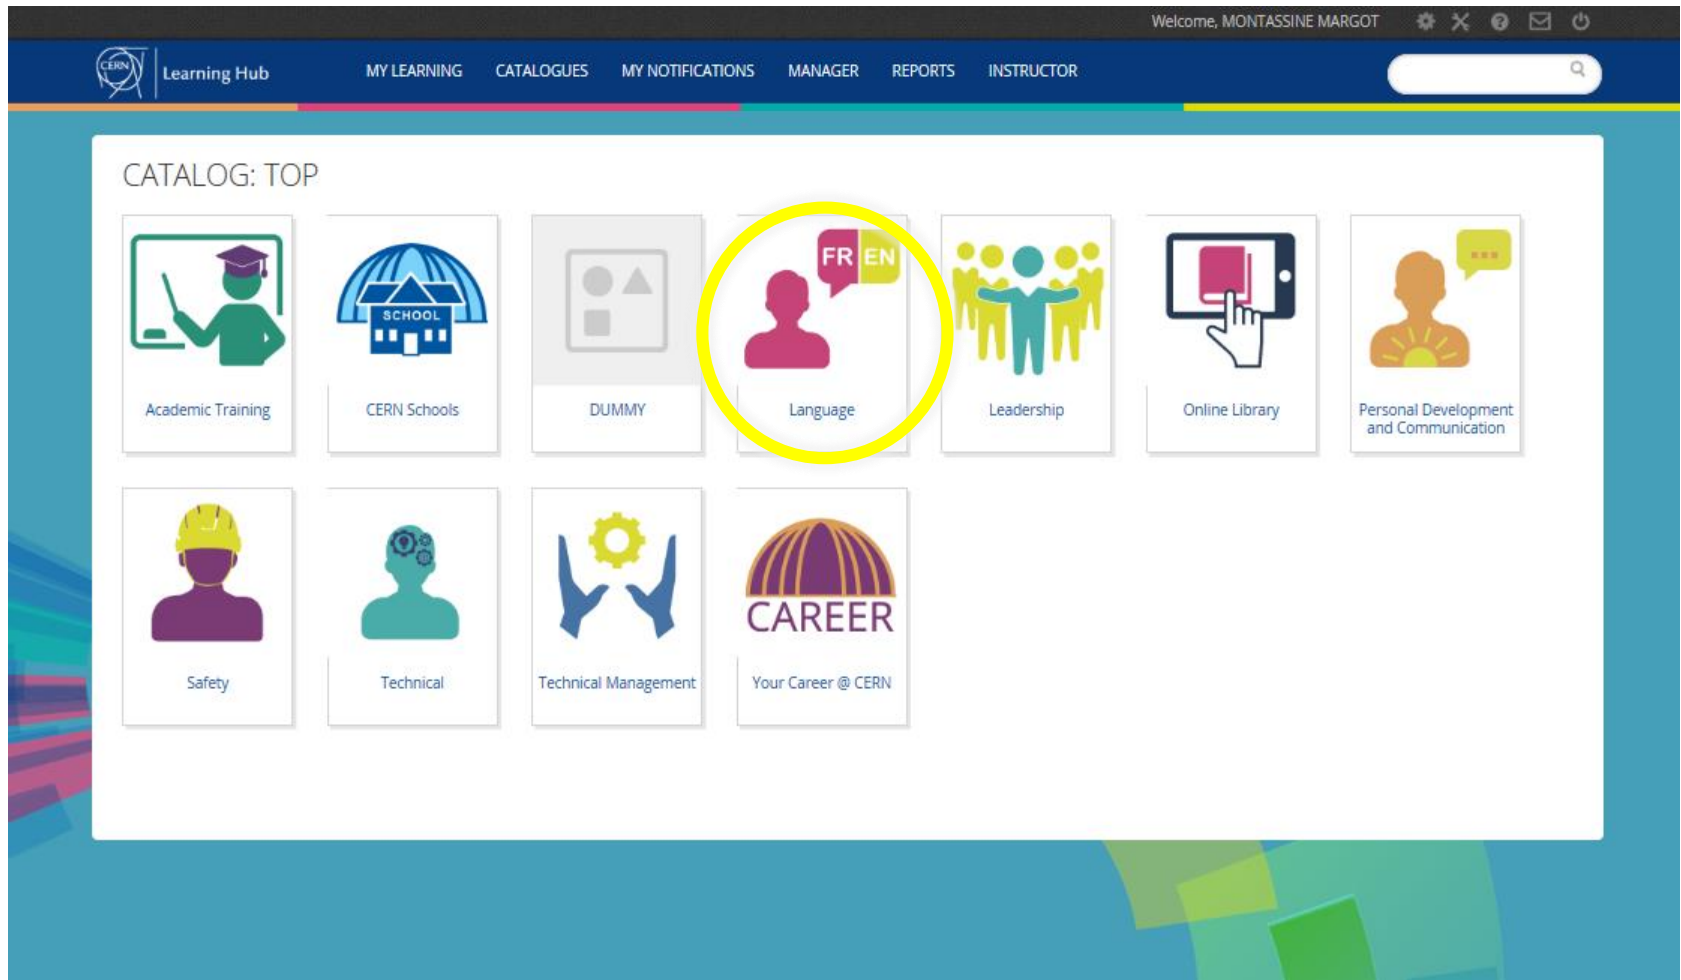 Welcome, MONTASSINE MARGOT
CERN
Learning Hub
MY LEARNING CATALOGUES MY NOTIFICATIONS MANAGER REPORTS INSTRUCTOR
CATALOG: TOP
SCHOOL
FR EN
Academic Training
CERN Schools
DUMMY
Language
Leadership
Online Library
Personal Development
and Communication
CAREER
Safety
Technical
Technical Management
Your Career @ CERN